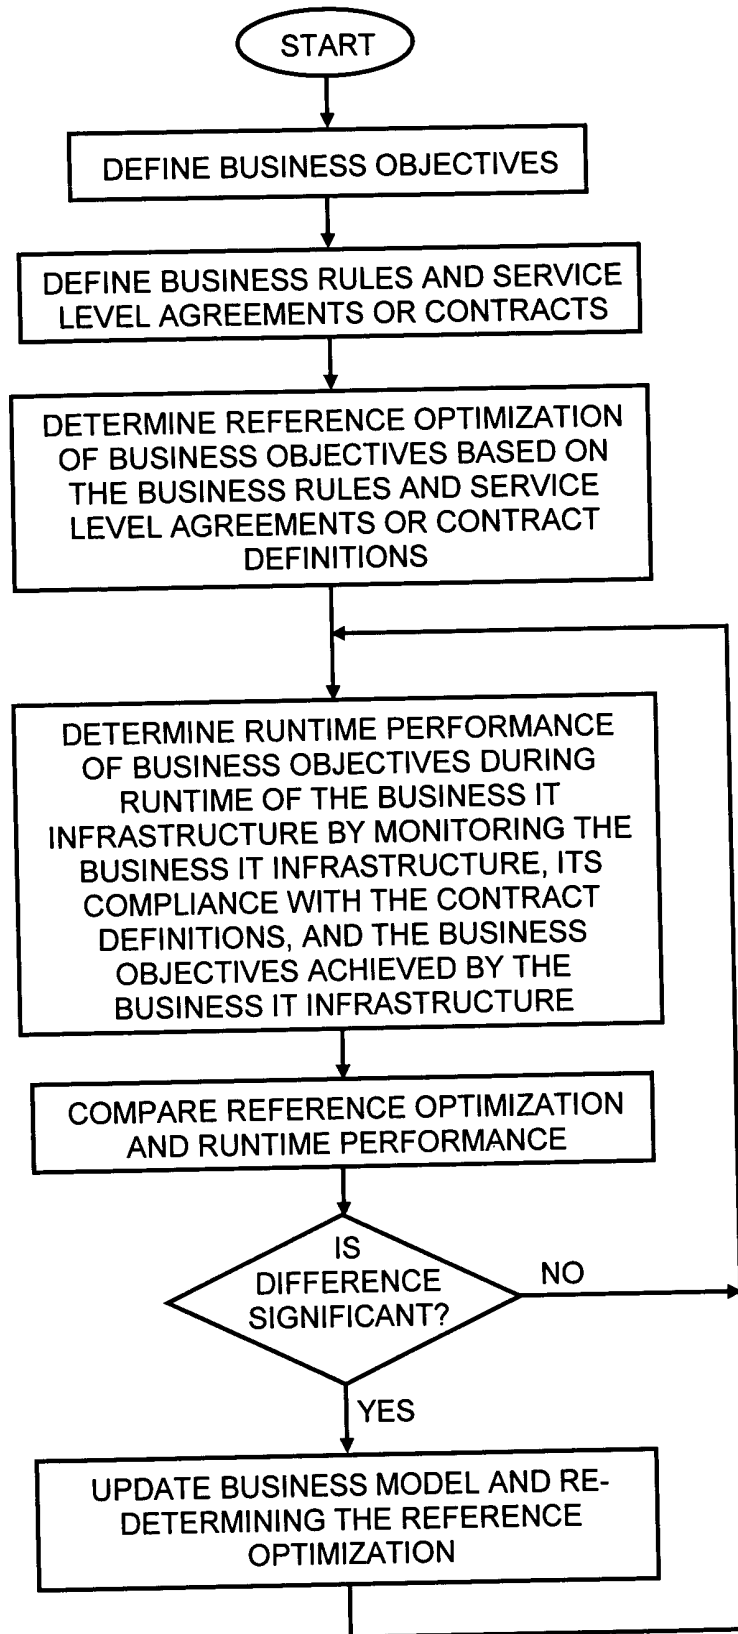 START
DEFINE BUSINESS OBJECTIVES
DEFINE BUSINESS RULES AND SERVICE
LEVEL AGREEMENTS OR CONTRACTS
DETERMINE REFERENCE OPTIMIZATION
OF BUSINESS OBJECTIVES BASED ON
THE BUSINESS RULES AND SERVICE
LEVEL AGREEMENTS OR CONTRACT
DEFINITIONS
DETERMINE RUNTIME PERFORMANCE
OF BUSINESS OBJECTIVES DURING
RUNTIME OF THE BUSINESS IT
INFRASTRUCTURE BY MONITORING THE
BUSINESS IT INFRASTRUCTURE, ITS
COMPLIANCE WITH THE CONTRACT
DEFINITIONS, AND THE BUSINESS
OBJECTIVES ACHIEVED BY THE
BUSINESS IT INFRASTRUCTURE
COMPARE REFERENCE OPTIMIZATION
AND RUNTIME PERFORMANCE
IS
DIFFERENCE
SIGNIFICANT?
NO
YES
UPDATE BUSINESS MODEL AND RE-
DETERMINING THE REFERENCE
OPTIMIZATION